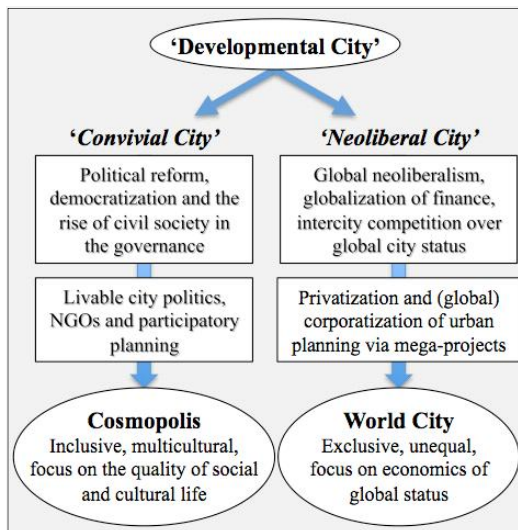 ‘Developmental City’
‘Convivial City’
Political reform,
democratization and the
rise of civil society in
the governance
Livable city politics,
NGOs and participatory
planning
Cosmopolis
Inclusive, multicultural,
focus on the quality of social
and cultural life
‘Neoliberal City’
Global neoliberalism,
globalization of finance,
intercity competition over
global city status
Privatization and (global)
corporatization of urban
planning via mega-projects
World City
Exclusive, unequal,
focus on economics of
global status